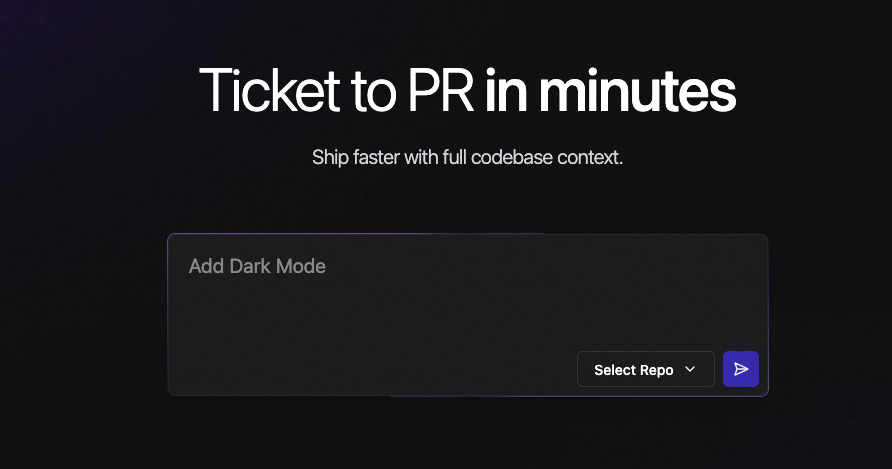 Ticket to PR in minutes
Ship faster with full codebase context.
Add Dark Mode
Select Repo